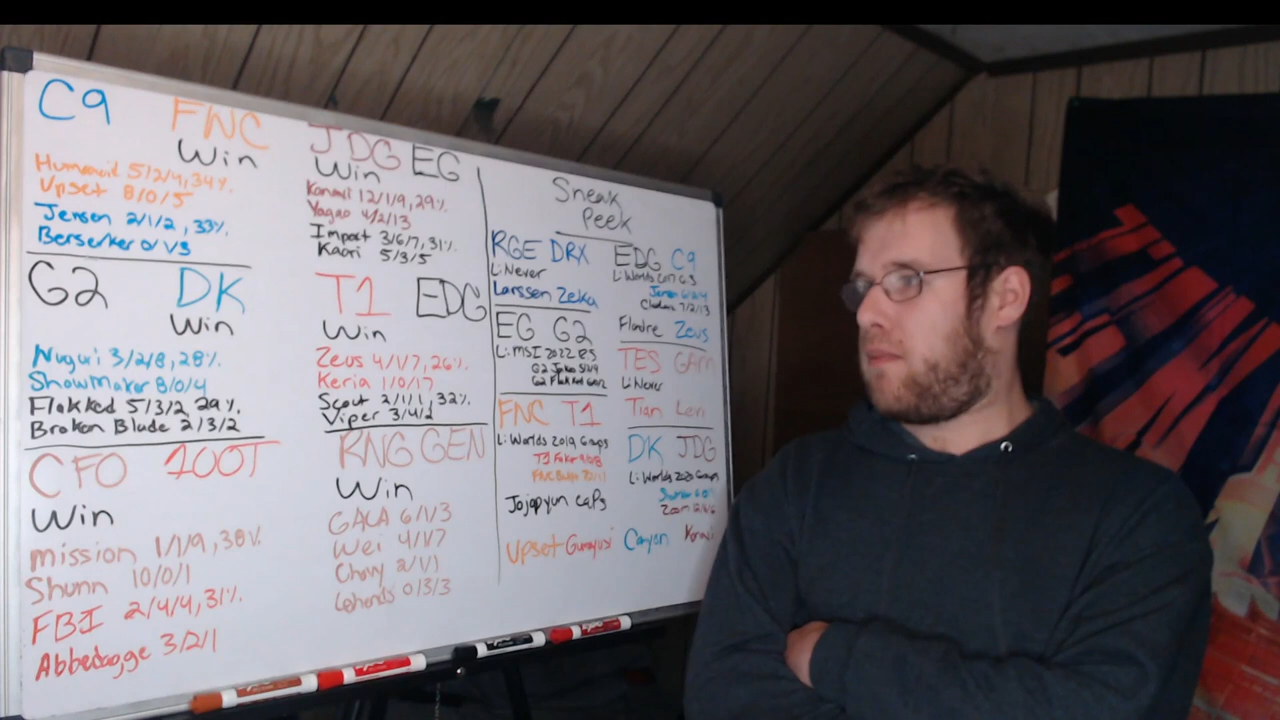 C9 FNC
Win
Humanoid 5/2/4, 34%
Upset 8/0/5
Jensen 2/1/2, 33%
Berserker 0/1/3
G2 DK
Win
Nuguri 3/2/8, 28%
ShowMaker 8/0/4
Flakked 5/3/2 29%
Broken Blade 2/3/2
CFO 100T
Win
mission 1/1/9, 38%
Shunn 10/0/1
FBI 2/4/4, 31%
Abbedagge 3/2/1
JDG EG
Win
Kanavi 12/1/9, 29%
Yagao 4/2/13
Impact 3/6/7, 31%
Kaori 5/3/5
T1 EDG
Win
Zeus 4/1/7, 26%
Keria 1/0/17
Scout 2/1/1, 32%
Viper 3/4/2
RNG GEN
Win
GALA 6/1/3
Wei 4/1/7
Chovy 2/1/1
Lehends 0/3/3
Sneak
Peek
RGE DRX
L: Never
Larssen Zeka
EG G2
L: MSI 2022 RS
FNC T1
L: Worlds 2019 Groups
Jojopyun caPs
Upset Gumayusi
EDG C9
L: Worlds 2017 GS
Flandre Zeus
TES GAM
L: Never
Tian Levi
DK JDG
L: Worlds 2020 Groups
Canyon Kanavi